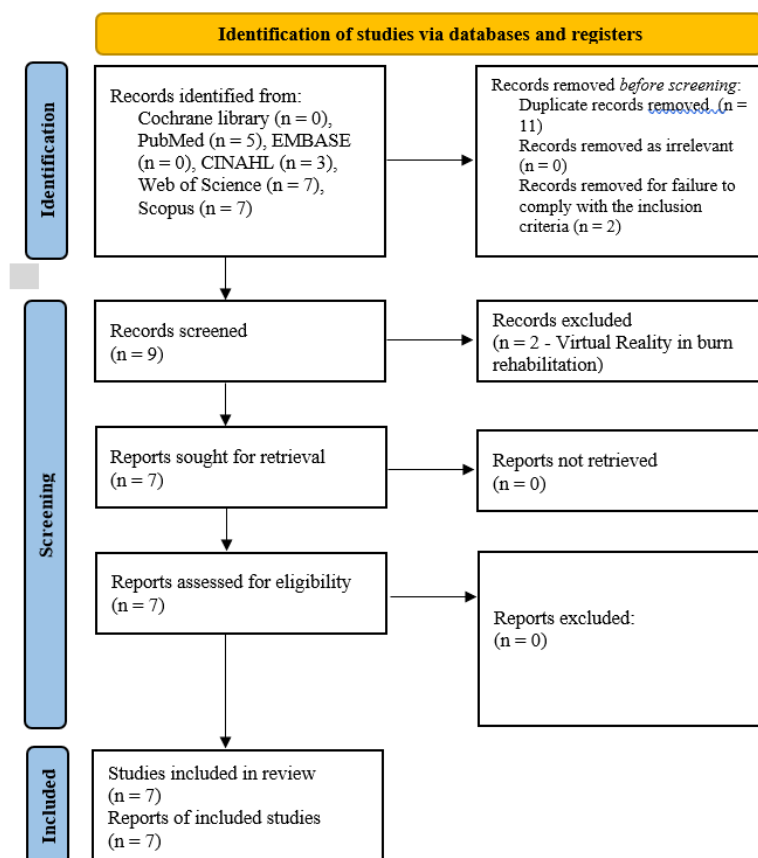 Identification of studies via databases and registers
Identification
Records identified from:
Cochrane library (n = 0),
PubMed (n = 5), EMBASE
(n = 0), CINAHL (n = 3),
Web of Science (n = 7),
Scopus (n = 7)
Records removed before screening:
Duplicate records removed (n =
11)
Records removed as irrelevant
(n = 0)
Records removed for failure to
comply with the inclusion
criteria (n = 2)
Screening
Records screened
(n = 9)
Records excluded
(n = 2 - Virtual Reality in burn
rehabilitation)
Reports sought for retrieval
(n = 7)
Reports not retrieved
(n = 0)
Reports assessed for eligibility
(n = 7)
Reports excluded:
(n = 0)
Included
Studies included in review
(n = 7)
Reports of included studies
(n = 7)